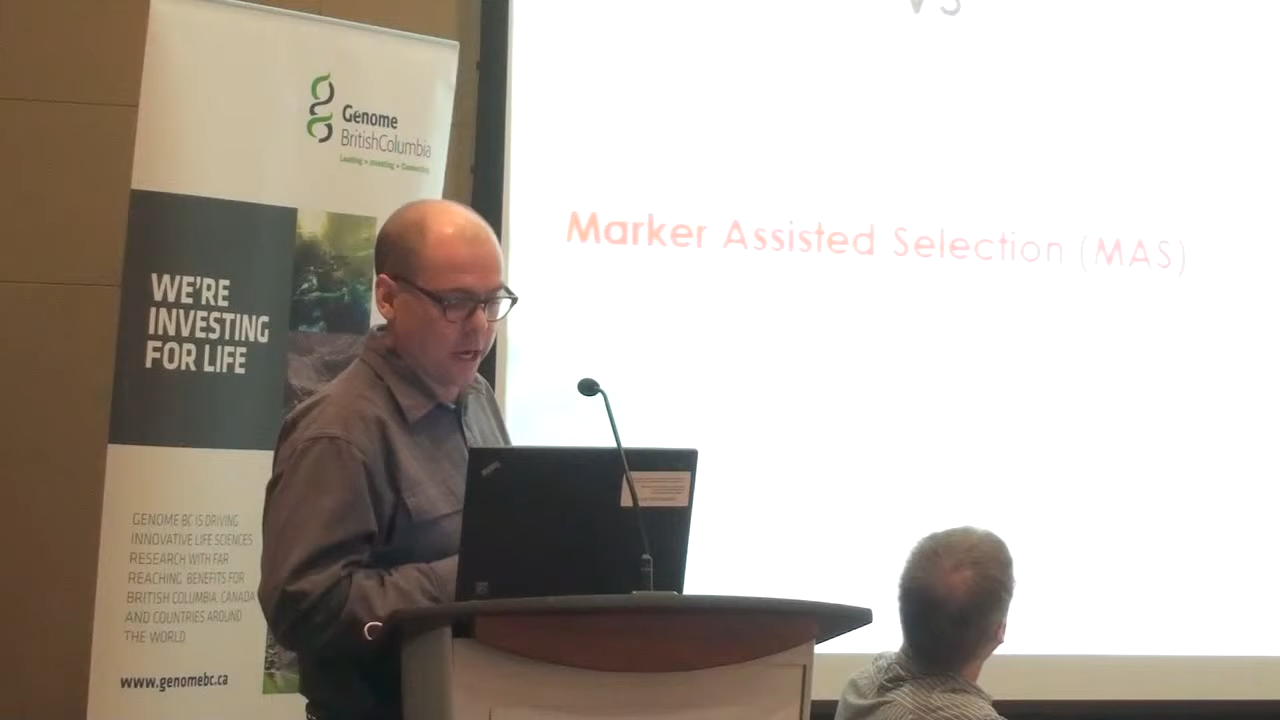 Genome
BritishColumbia
Leading • Investing • Connecting
WE'RE
INVESTING
FOR LIFE
GENOME BC IS DRIVING
INNOVATIVE LIFE SCIENCES
RESEARCH WITH FAR
REACHING BENEFITS FOR
BRITISH COLUMBIA, CANADA
AND COUNTRIES AROUND
THE WORLD
www.genomebc.ca
VS
Marker Assisted Selection (MAS)